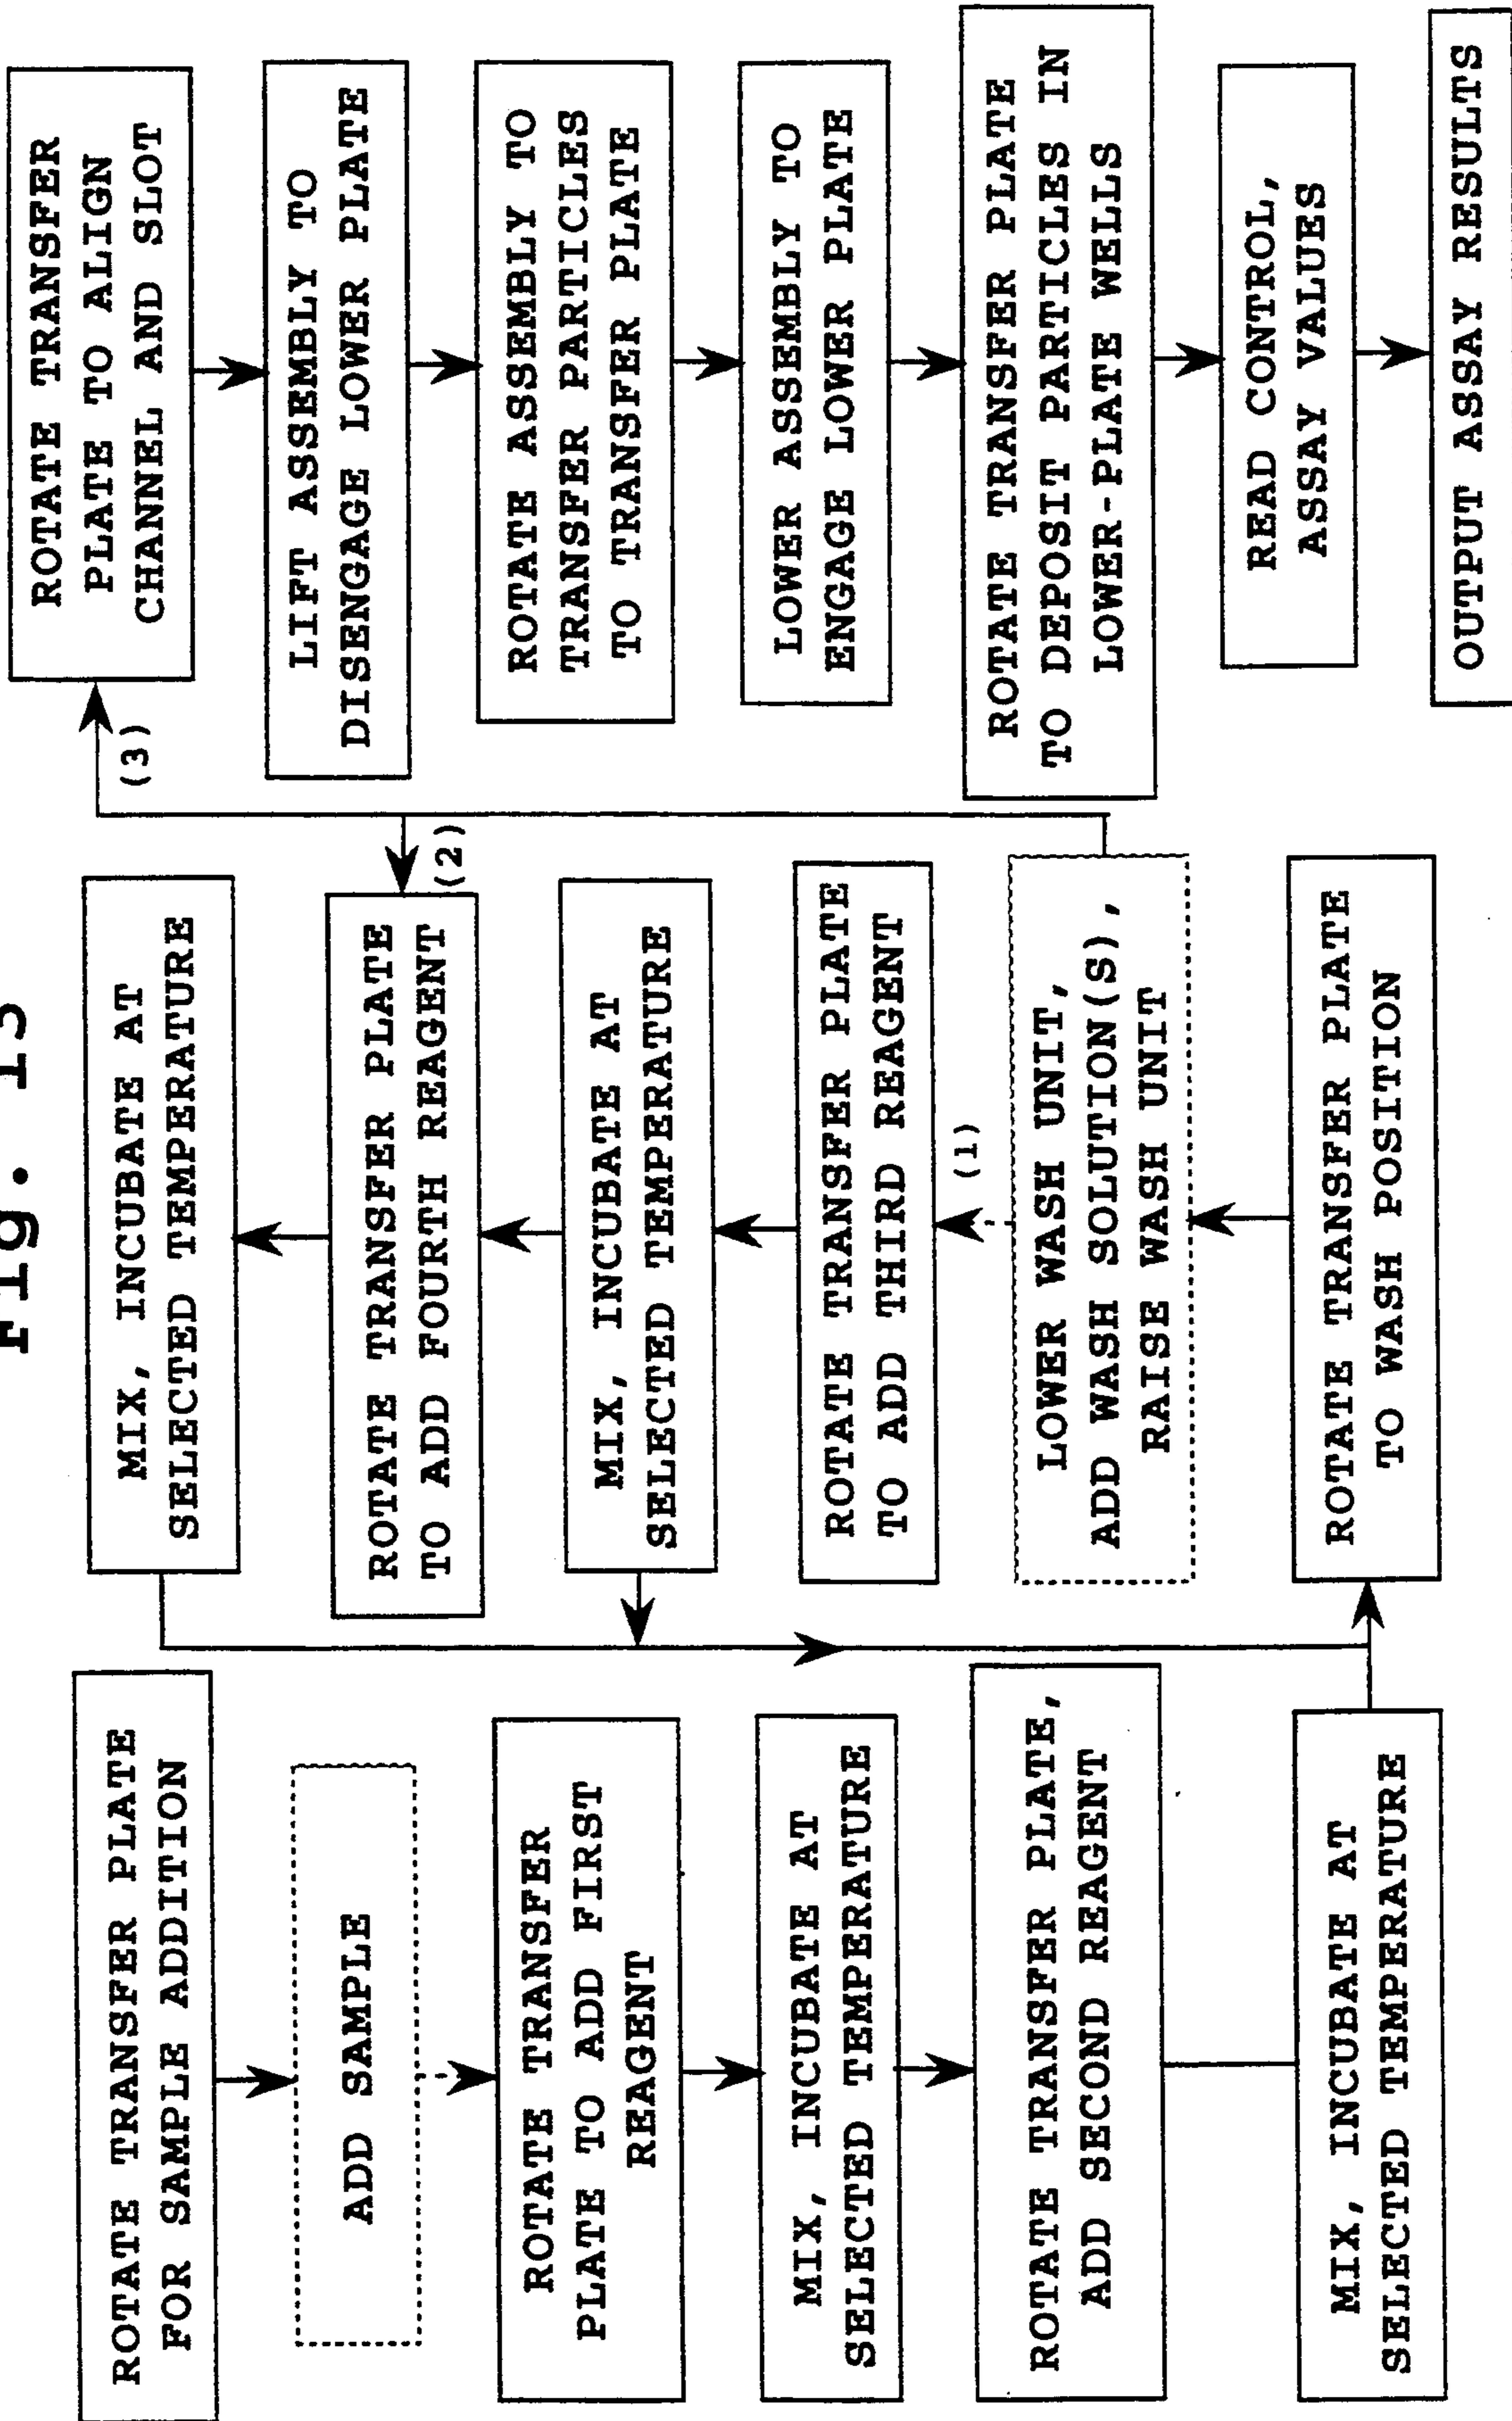 Fig. 13
ROTATE TRANSFER PLATE
FOR SAMPLE ADDITION
ADD SAMPLE
ROTATE TRANSFER
PLATE TO ADD FIRST
REAGENT
MIX, INCUBATE AT
SELECTED TEMPERATURE
ROTATE TRANSFER PLATE,
ADD SECOND REAGENT
MIX, INCUBATE AT
SELECTED TEMPERATURE
MIX, INCUBATE AT
SELECTED TEMPERATURE
ROTATE TRANSFER PLATE
TO ADD FOURTH REAGENT
(2)
MIX, INCUBATE AT
SELECTED TEMPERATURE
ROTATE TRANSFER PLATE
TO ADD THIRD REAGENT
(1)
LOWER WASH UNIT,
ADD WASH SOLUTION(S),
RAISE WASH UNIT
ROTATE TRANSFER PLATE
TO WASH POSITION
(3)
ROTATE TRANSFER
PLATE TO ALIGN
CHANNEL AND SLOT
LIFT ASSEMBLY TO
DISENGAGE LOWER PLATE
ROTATE ASSEMBLY TO
TRANSFER PARTICLES
TO TRANSFER PLATE
LOWER ASSEMBLY TO
ENGAGE LOWER PLATE
ROTATE TRANSFER PLATE
TO DEPOSIT PARTICLES IN
LOWER-PLATE WELLS
READ CONTROL,
ASSAY VALUES
OUTPUT ASSAY RESULTS